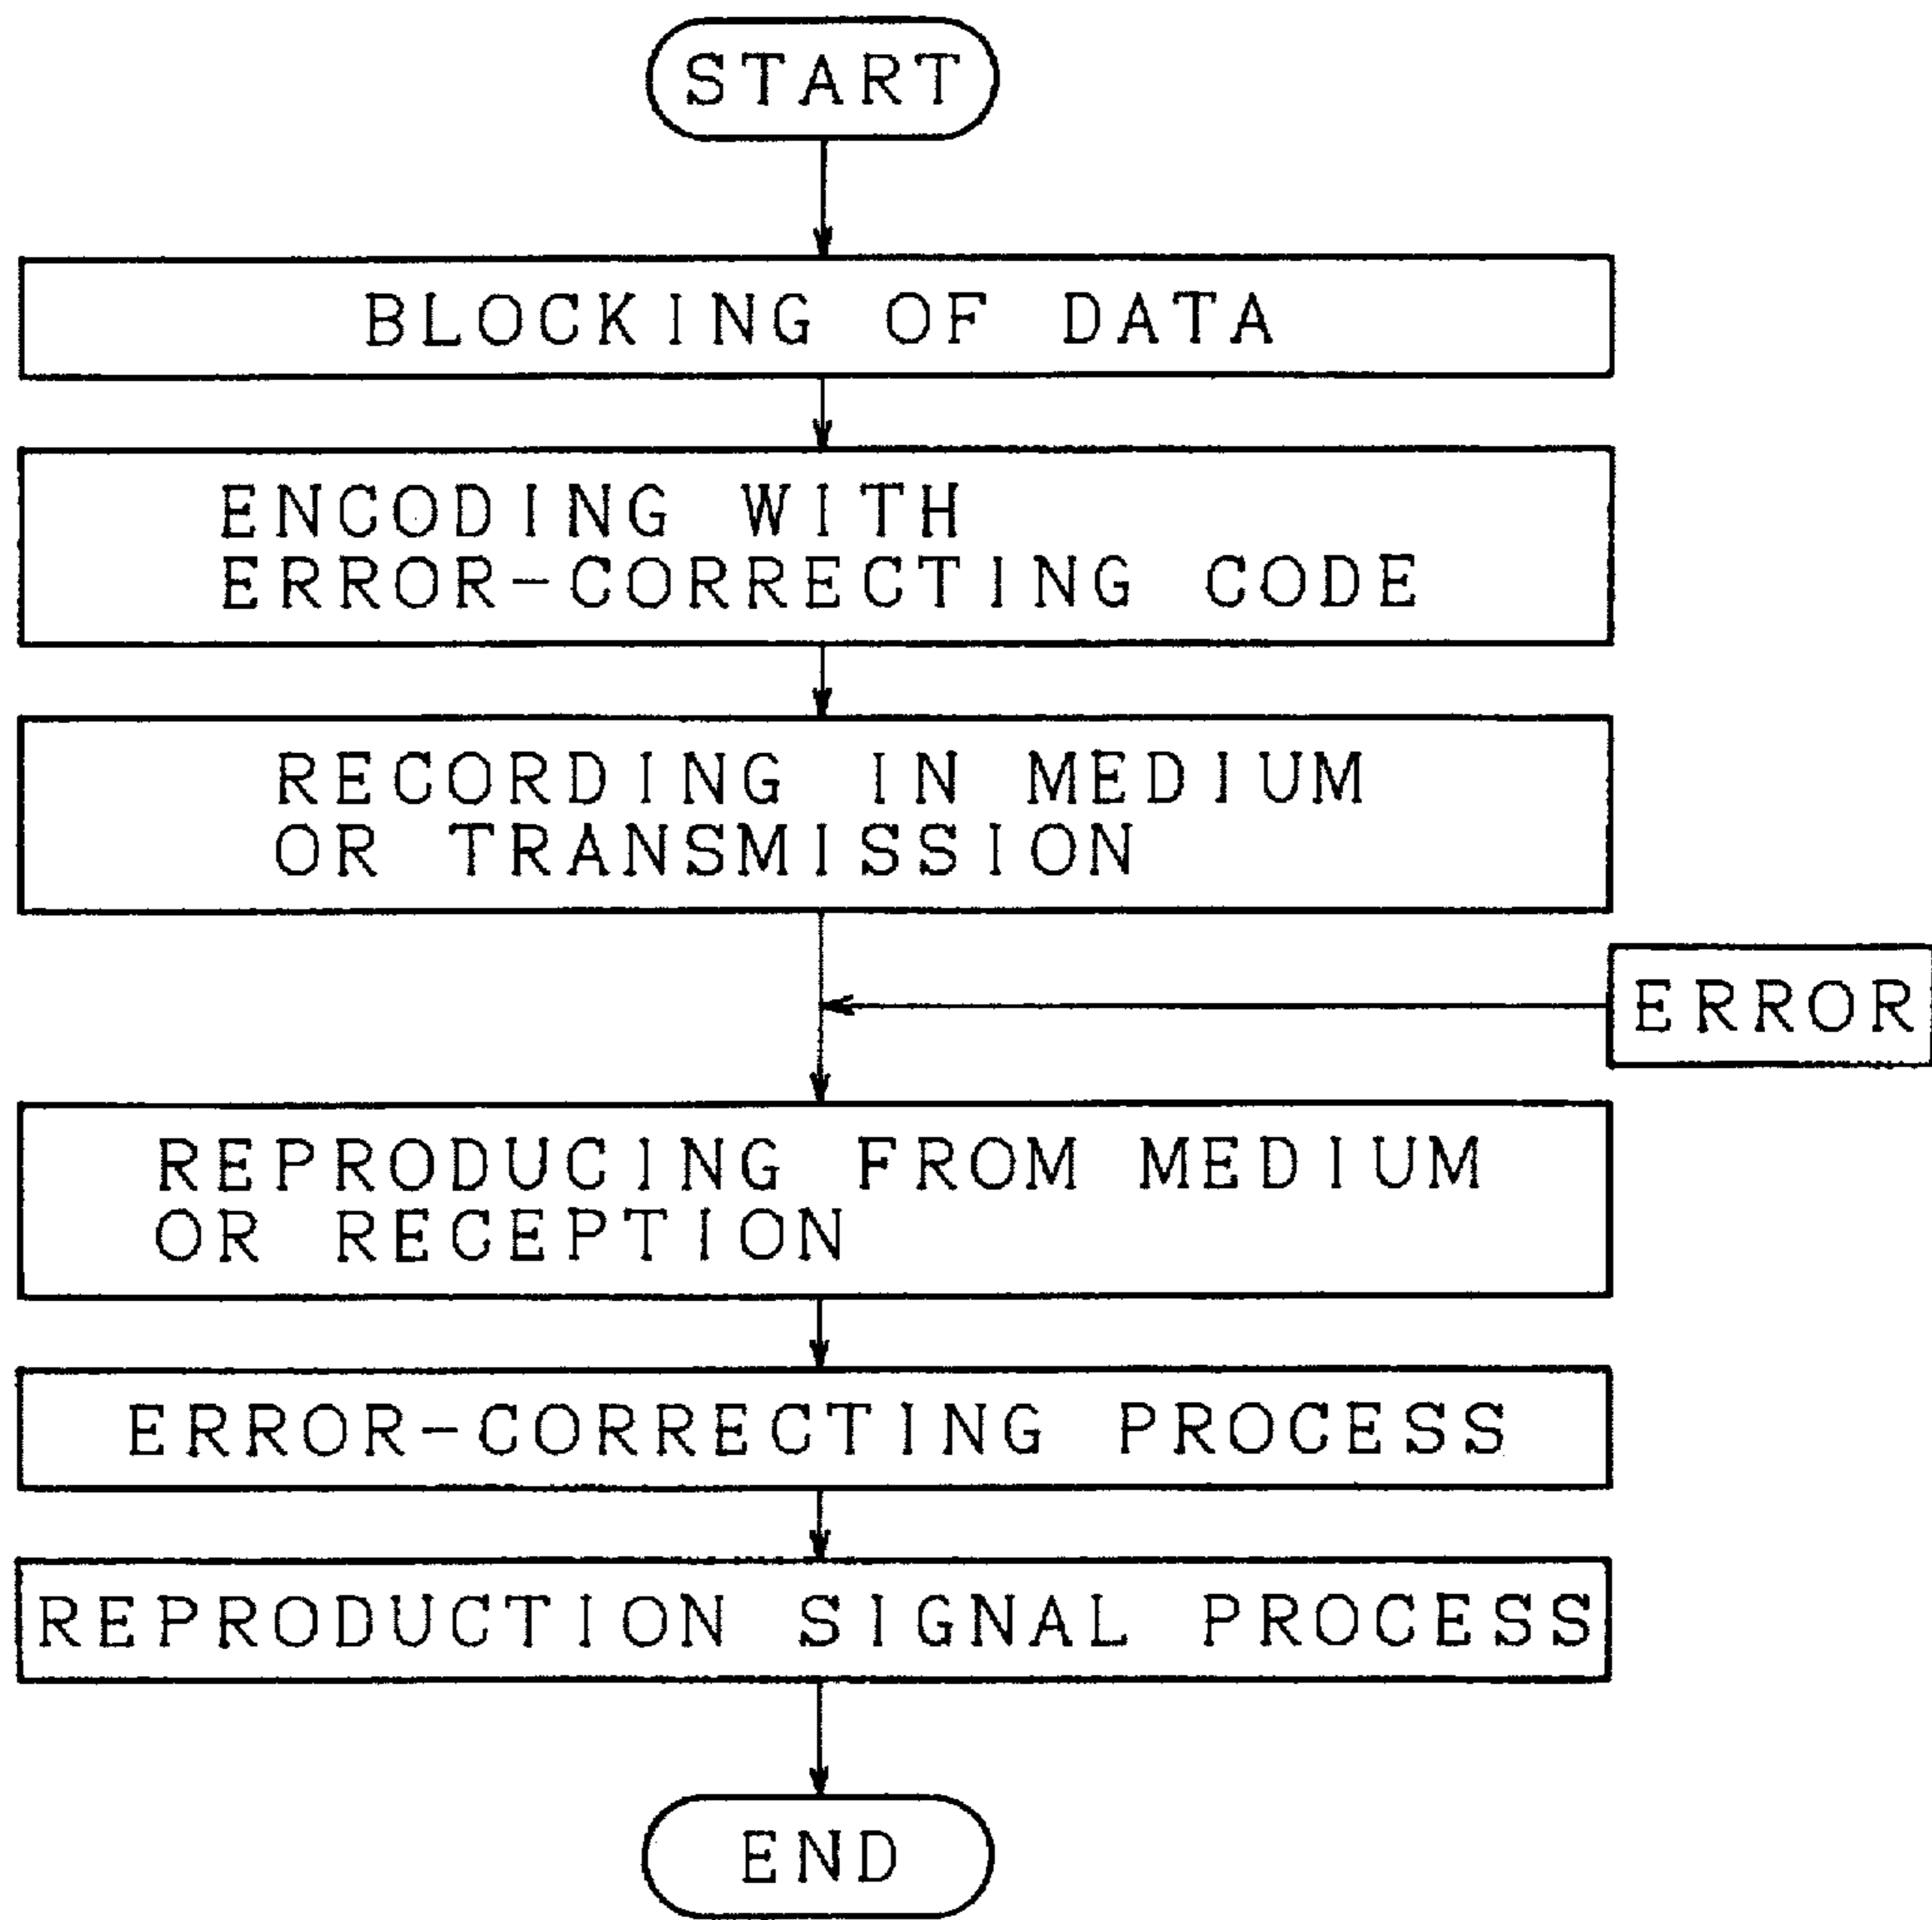 START
BLOCKING OF DATA
ENCODING WITH
ERROR-CORRECTING CODE
RECORDING IN MEDIUM
OR TRANSMISSION
ERROR
REPRODUCING FROM MEDIUM
OR RECEPTION
ERROR-CORRECTING PROCESS
REPRODUCTION SIGNAL PROCESS
END